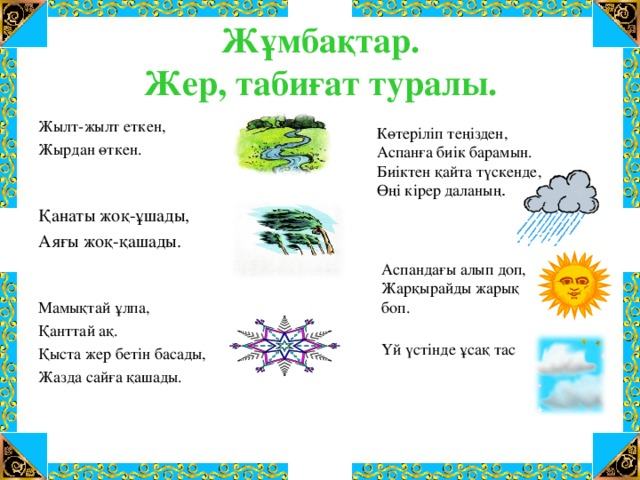 Жұмбақтар.
Жер, табиғат туралы.
Жылт-жылт еткен,
Жырдан өткен.
Қанаты жоқ-ұшады,
Аяғы жоқ-қашады.
Мамықтай ұлпа,
Қанттай ақ.
Қыста жер бетін басады,
Жазда сайға қашады.
Көтеріліп теңізден,
Аспанға биік барамын.
Биіктен қайта түскенде,
Өңі кірер даланың.
Аспандағы алып доп,
Жарқырайды жарық
боп.
Үй үстінде ұсақ тас